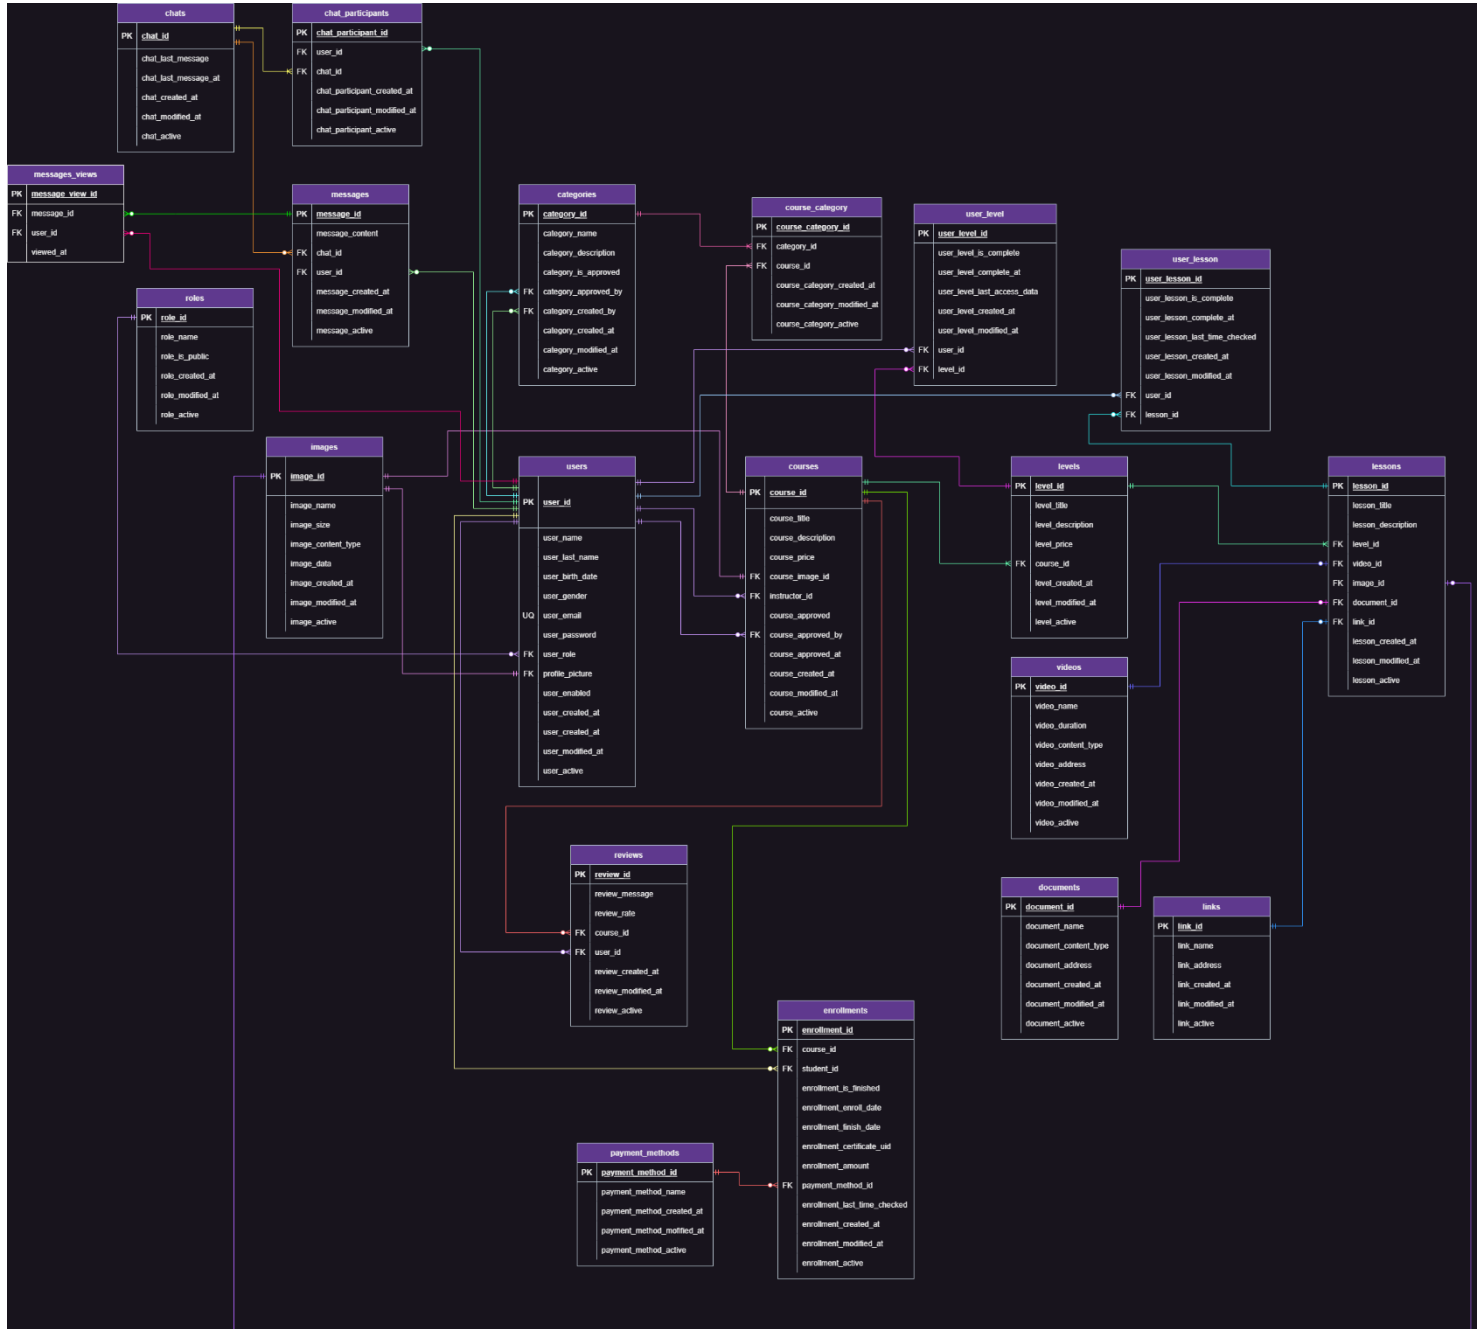 chats
PK chat_id
chat_last_message
chat_last_message_at
chat_created_at
chat_modified_at
chat_active
chat_participants
PK chat_participant_id
FK user_id
FK chat_id
chat_participant_created_at
chat_participant_modified_at
chat_participant_active
messages_views
PK message_view_id
FK message_id
FK user_id
viewed_at
messages
PK message_id
message_content
FK chat_id
FK user_id
message_created_at
message_modified_at
message_active
categories
PK category_id
category_name
category_description
category_is_approved
FK category_approved_by
FK category_created_by
category_created_at
category_modified_at
category_active
course_category
PK course_category_id
FK category_id
FK course_id
course_category_created_at
course_category_modified_at
course_category_active
user_level
PK user_level_id
user_level_is_complete
user_level_complete_at
user_level_last_access_data
user_level_created_at
user_level_modified_at
FK user_id
FK level_id
user_lesson
PK user_lesson_id
user_lesson_is_complete
user_lesson_complete_at
user_lesson_last_time_checked
user_lesson_created_at
user_lesson_modified_at
FK user_id
FK lesson_id
roles
PK role_id
role_name
role_is_public
role_created_at
role_modified_at
role_active
images
PK image_id
image_name
image_size
image_content_type
image_data
image_created_at
image_modified_at
image_active
users
PK user_id
user_name
user_last_name
user_birth_date
user_gender
UQ user_email
user_password
FK user_role
FK profile_picture
user_enabled
user_created_at
user_created_at
user_modified_at
user_active
courses
PK course_id
course_title
course_description
course_price
FK course_image_id
FK instructor_id
course_approved
FK course_approved_by
course_approved_at
course_created_at
course_modified_at
course_active
levels
PK level_id
level_title
level_description
level_price
FK course_id
level_created_at
level_modified_at
level_active
lessons
PK lesson_id
lesson_title
lesson_description
FK level_id
FK video_id
FK image_id
FK document_id
FK link_id
lesson_created_at
lesson_modified_at
lesson_active
videos
PK video_id
video_name
video_duration
video_content_type
video_address
video_created_at
video_modified_at
video_active
reviews
PK review_id
review_message
review_rate
FK course_id
FK user_id
review_created_at
review_modified_at
review_active
documents
PK document_id
document_name
document_content_type
document_address
document_created_at
document_modified_at
document_active
links
PK link_id
link_name
link_address
link_created_at
link_modified_at
link_active
enrollments
PK enrollment_id
FK course_id
FK student_id
enrollment_is_finished
enrollment_enroll_date
enrollment_finish_date
enrollment_certificate_uid
enrollment_amount
FK payment_method_id
enrollment_last_time_checked
enrollment_created_at
enrollment_modified_at
enrollment_active
payment_methods
PK payment_method_id
payment_method_name
payment_method_created_at
payment_method_mofified_at
payment_method_active